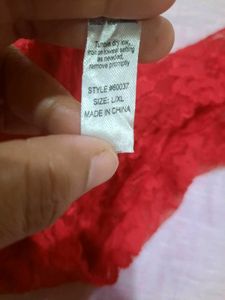 Tumble dry low,
iron on lowest setting
as needed,
remove promptly
STYLE #60037
SIZE: L/XL
MADE IN CHINA